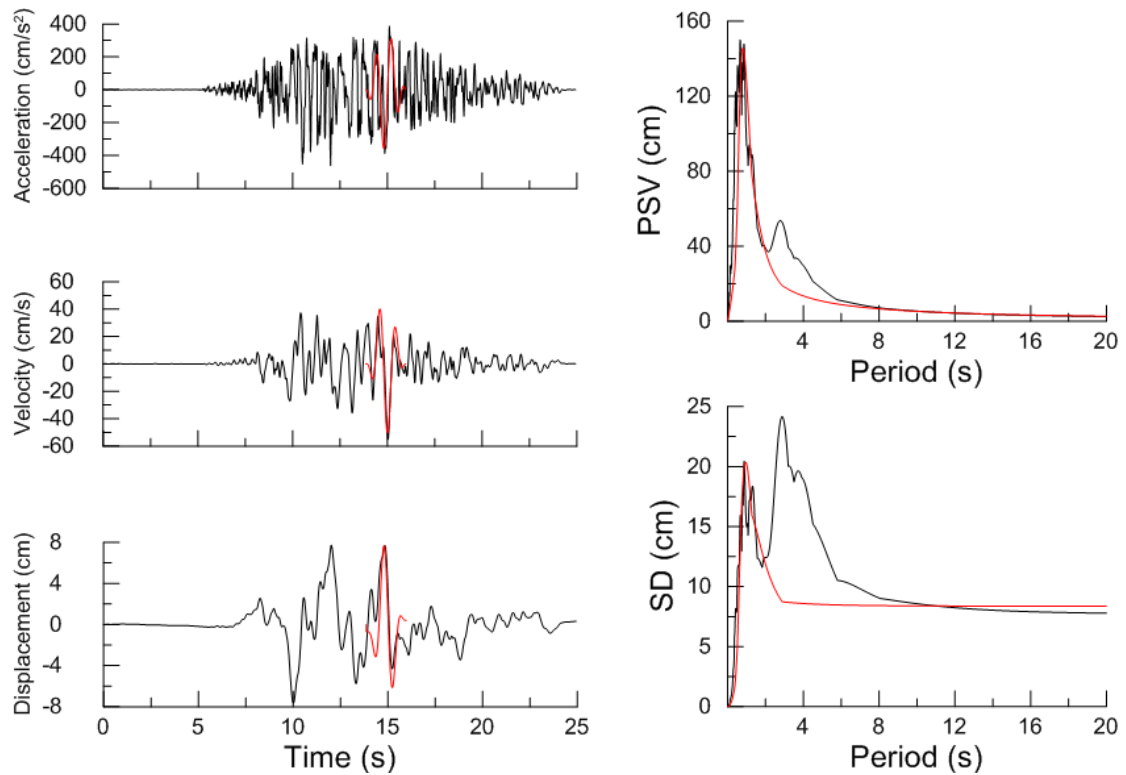 Acceleration (cm/s²)
400
200
0
-200
-400
-600
Velocity (cm/s)
60
40
20
0
-20
-40
-60
Displacement (cm)
8
4
0
-4
-8
0 5 10 15 20 25
Time (s)
PSV (cm)
160
120
80
40
0
4 8 12 16 20
Period (s)
SD (cm)
25
20
15
10
5
0
4 8 12 16 20
Period (s)